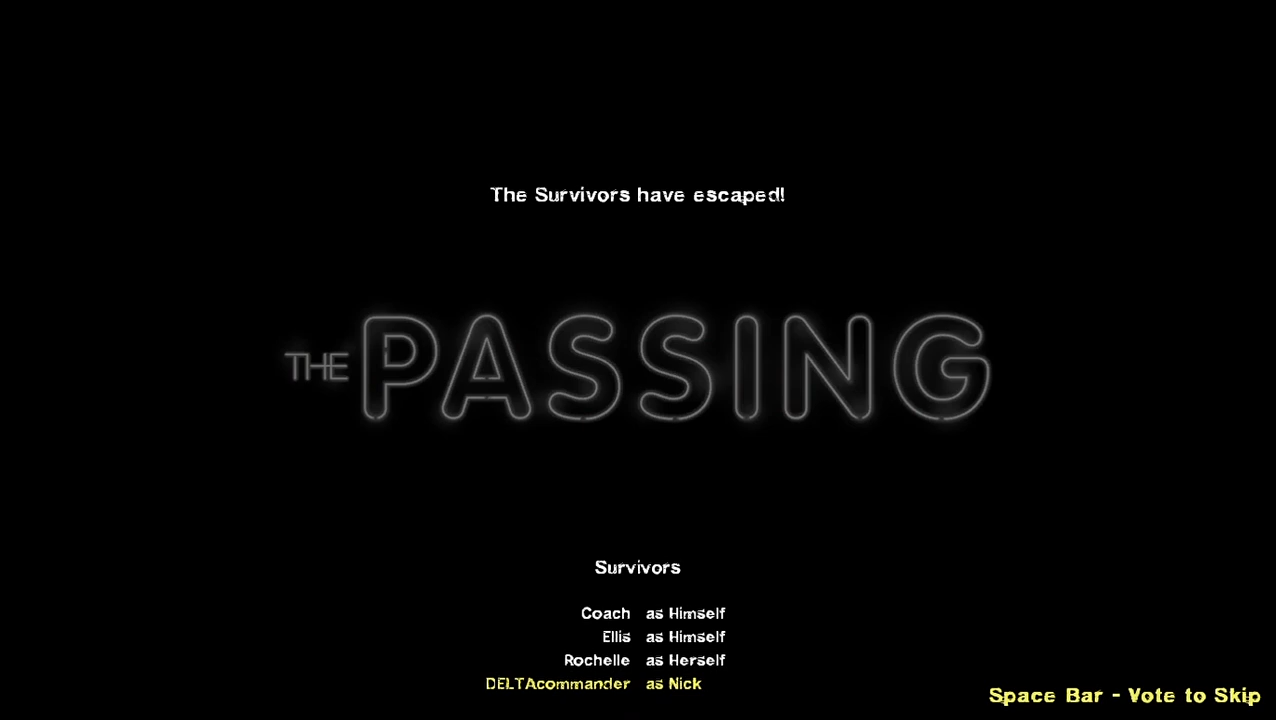 The Survivors have escaped!
THE PASSING
Survivors
Coach as Himself
Ellis as Himself
Rochelle as Herself
DELTAcommander as Nick
Space Bar - Vote to Skip